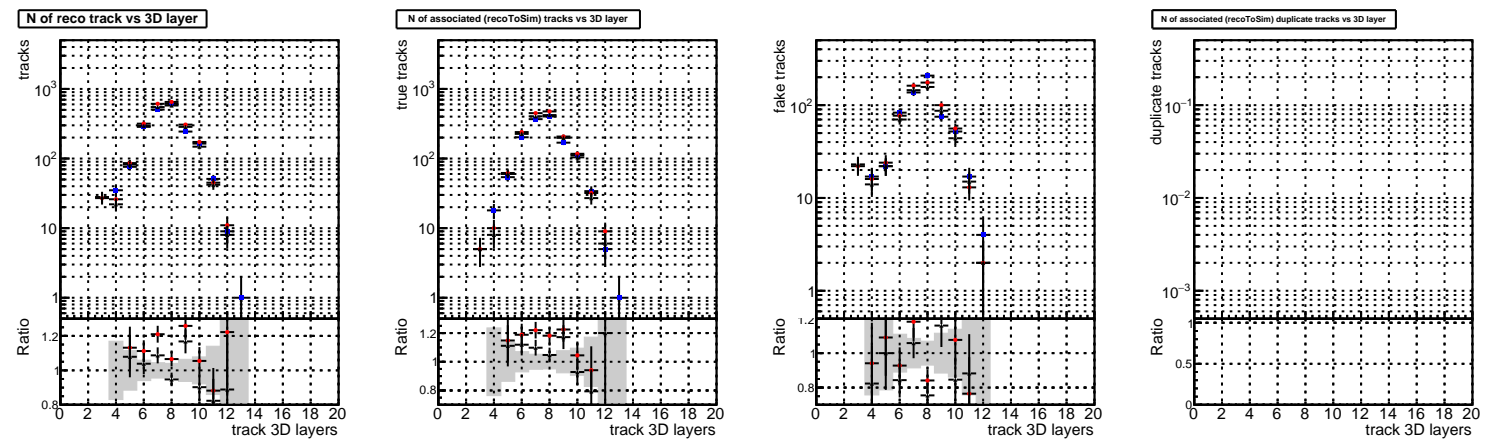 N of reco track vs 3D layer
tracks
10³
10²
10
1
Ratio
1.2
1
0.8
0 2 4 6 8 10 12 14 16 18 20
track 3D layers
N of associated (recoToSim) tracks vs 3D layer
true tracks
10³
10²
10
1
Ratio
1.2
1
0.8
0 2 4 6 8 10 12 14 16 18 20
track 3D layers
fake tracks
10²
10
1
Ratio
1.2
1
0.8
0 2 4 6 8 10 12 14 16 18 20
track 3D layers
N of associated (recoToSim) duplicate tracks vs 3D layer
duplicate tracks
10⁻¹
10⁻²
10⁻³
Ratio
1
0.5
0
0 2 4 6 8 10 12 14 16 18 20
track 3D layers